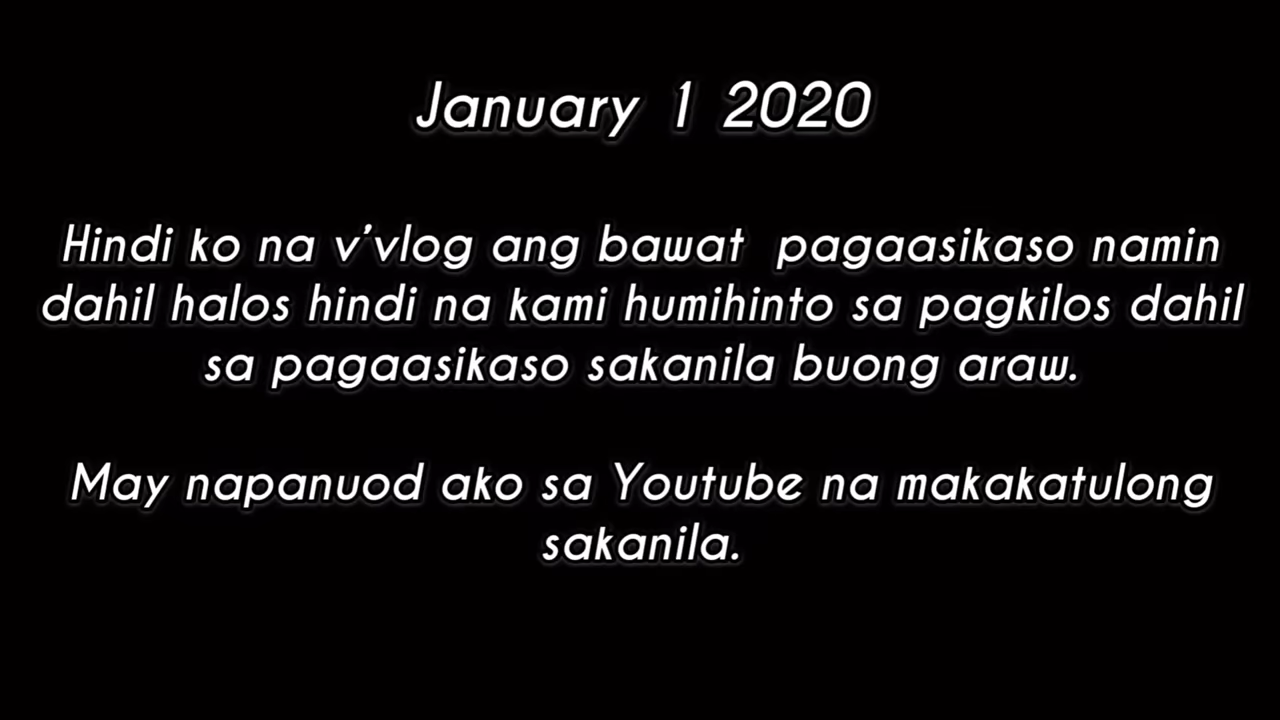 January 1 2020
Hindi ko na v'vlog ang bawat pagaasikaso namin
dahil halos hindi na kami humihinto sa pagkilos dahil
sa pagaasikaso sakanila buong araw.
May napanuod ako sa Youtube na makakatulong
sakanila.